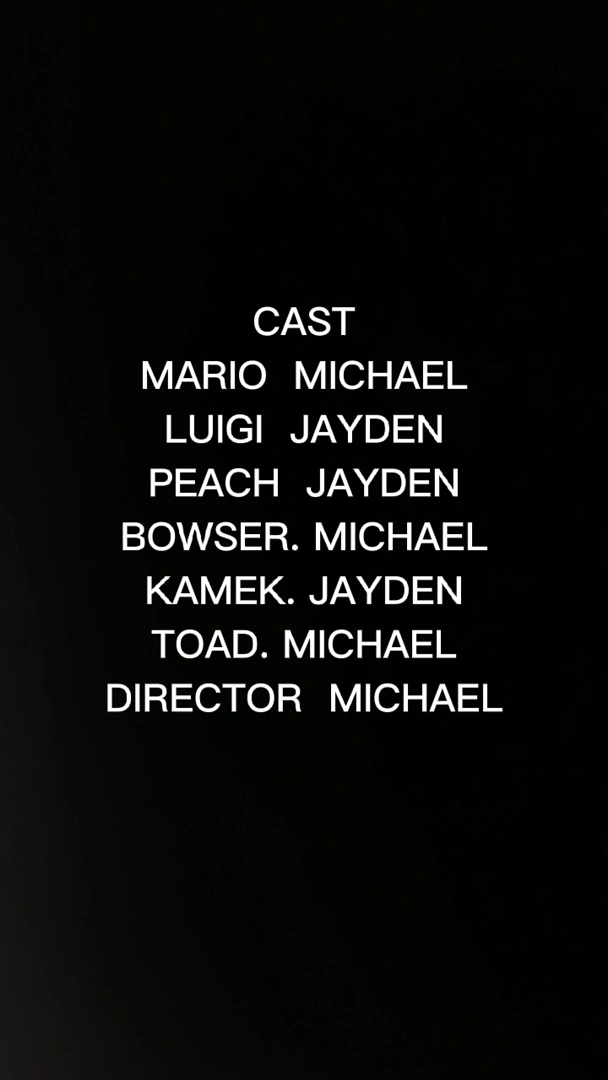 CAST
MARIO  MICHAEL
LUIGI  JAYDEN
PEACH  JAYDEN
BOWSER. MICHAEL
KAMEK. JAYDEN
TOAD. MICHAEL
DIRECTOR  MICHAEL